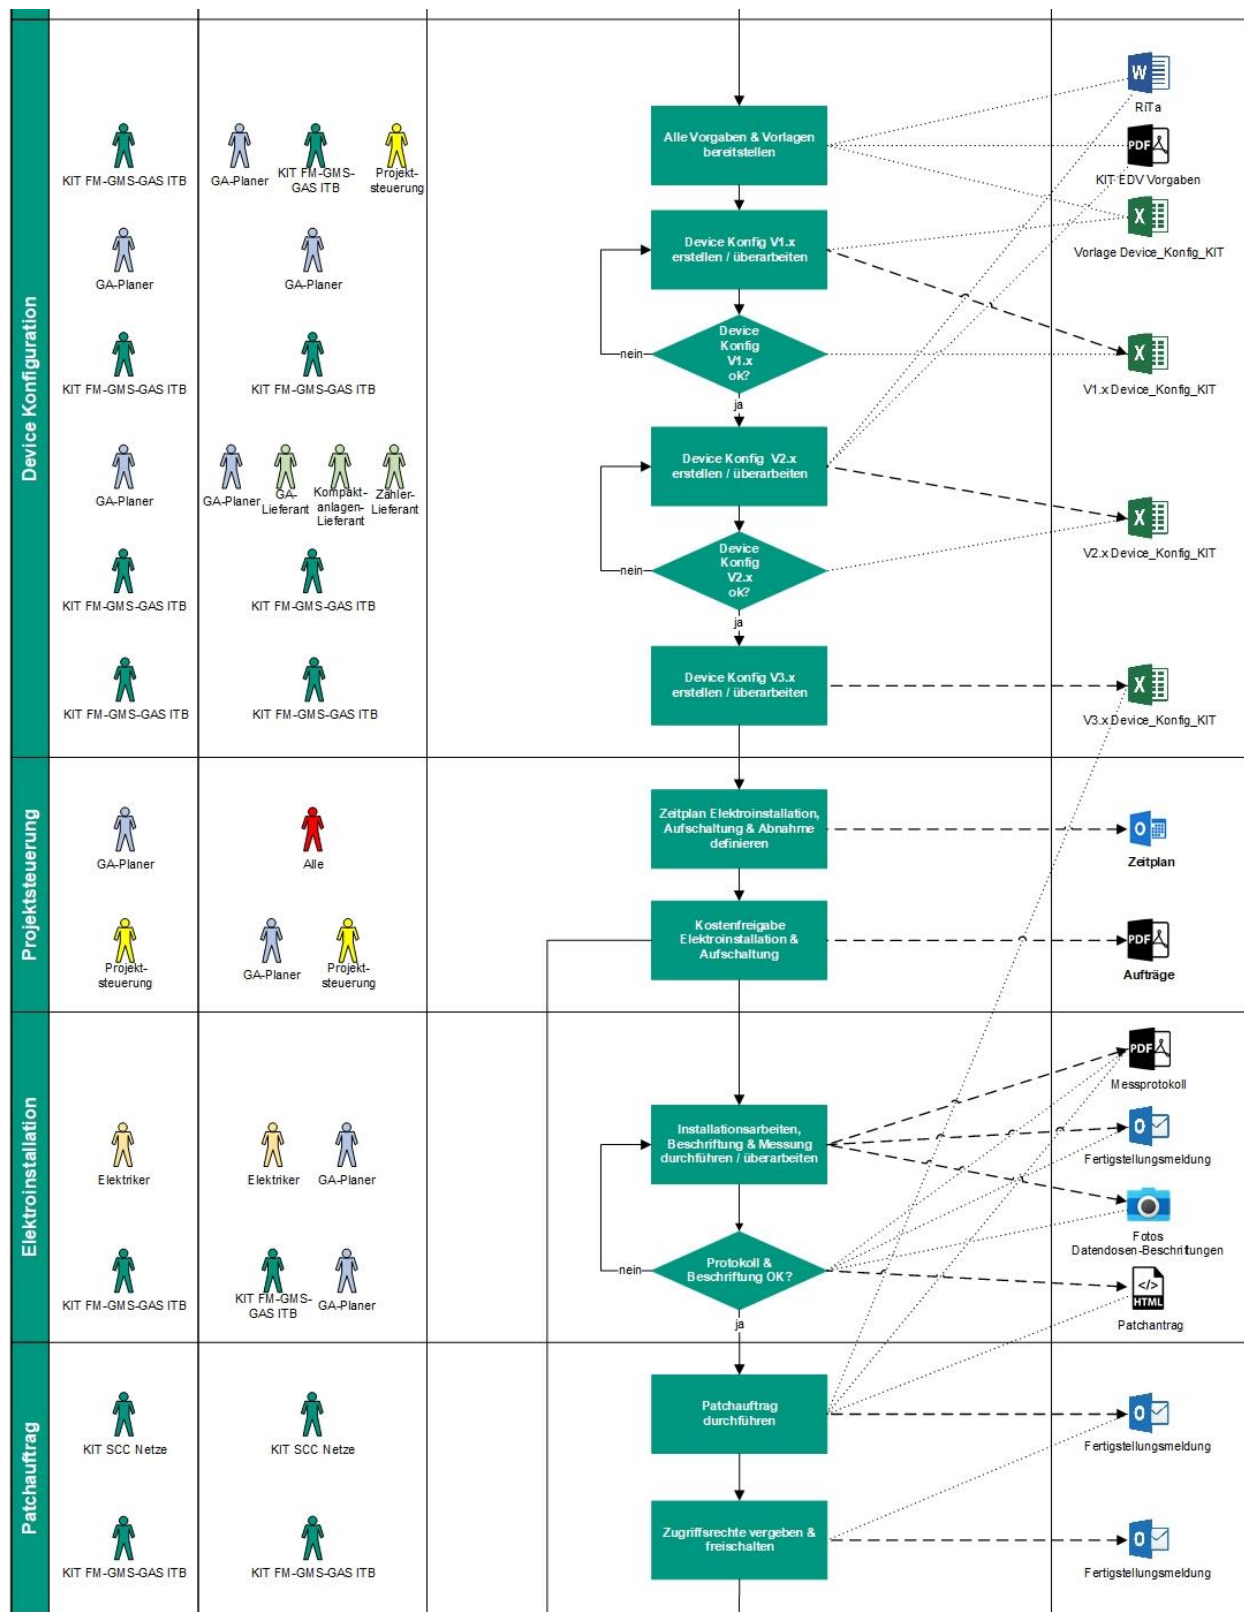 Device Konfiguration
KIT FM-GMS-GAS ITB
GA-Planer
KIT FM-GMS-
GAS ITB
Projekt-
steuerung
Alle Vorgaben & Vorlagen
bereitstellen
RiTa
PDF
KIT EDV Vorgaben
GA-Planer
GA-Planer
Device Konfig V1.x
erstellen / überarbeiten
Vorlage Device_Konfig_KIT
KIT FM-GMS-GAS ITB
KIT FM-GMS-GAS ITB
nein
Device
Konfig
V1.x
ok?
ja
V1.x Device_Konfig_KIT
GA-Planer
GA-Planer
GA-
Lieferant
Kompakt-
anlagen-
Lieferant
Zähler-
Lieferant
Device Konfig V2.x
erstellen / überarbeiten
V2.x Device_Konfig_KIT
KIT FM-GMS-GAS ITB
KIT FM-GMS-GAS ITB
nein
Device
Konfig
V2.x
ok?
ja
KIT FM-GMS-GAS ITB
KIT FM-GMS-GAS ITB
Device Konfig V3.x
erstellen / überarbeiten
V3.x Device_Konfig_KIT
Projektsteuerung
GA-Planer
Alle
Zeitplan Elektroinstallation,
Aufschaltung & Abnahme
definieren
Zeitplan
Projekt-
steuerung
GA-Planer
Projekt-
steuerung
Kostenfreigabe
Elektroinstallation &
Aufschaltung
PDF
Aufträge
Elektroinstallation
Elektriker
Elektriker
GA-Planer
Installationsarbeiten,
Beschriftung & Messung
durchführen / überarbeiten
PDF
Messprotokoll
Fertigstellungsmeldung
Fotos
Datendosen-Beschriftungen
KIT FM-GMS-GAS ITB
KIT FM-GMS-
GAS ITB
GA-Planer
nein
Protokoll &
Beschriftung OK?
ja
</>
HTML
Patchantrag
Patchauftrag
KIT SCC Netze
KIT SCC Netze
Patchauftrag
durchführen
Fertigstellungsmeldung
KIT FM-GMS-GAS ITB
KIT FM-GMS-GAS ITB
Zugriffsrechte vergeben &
freischalten
Fertigstellungsmeldung